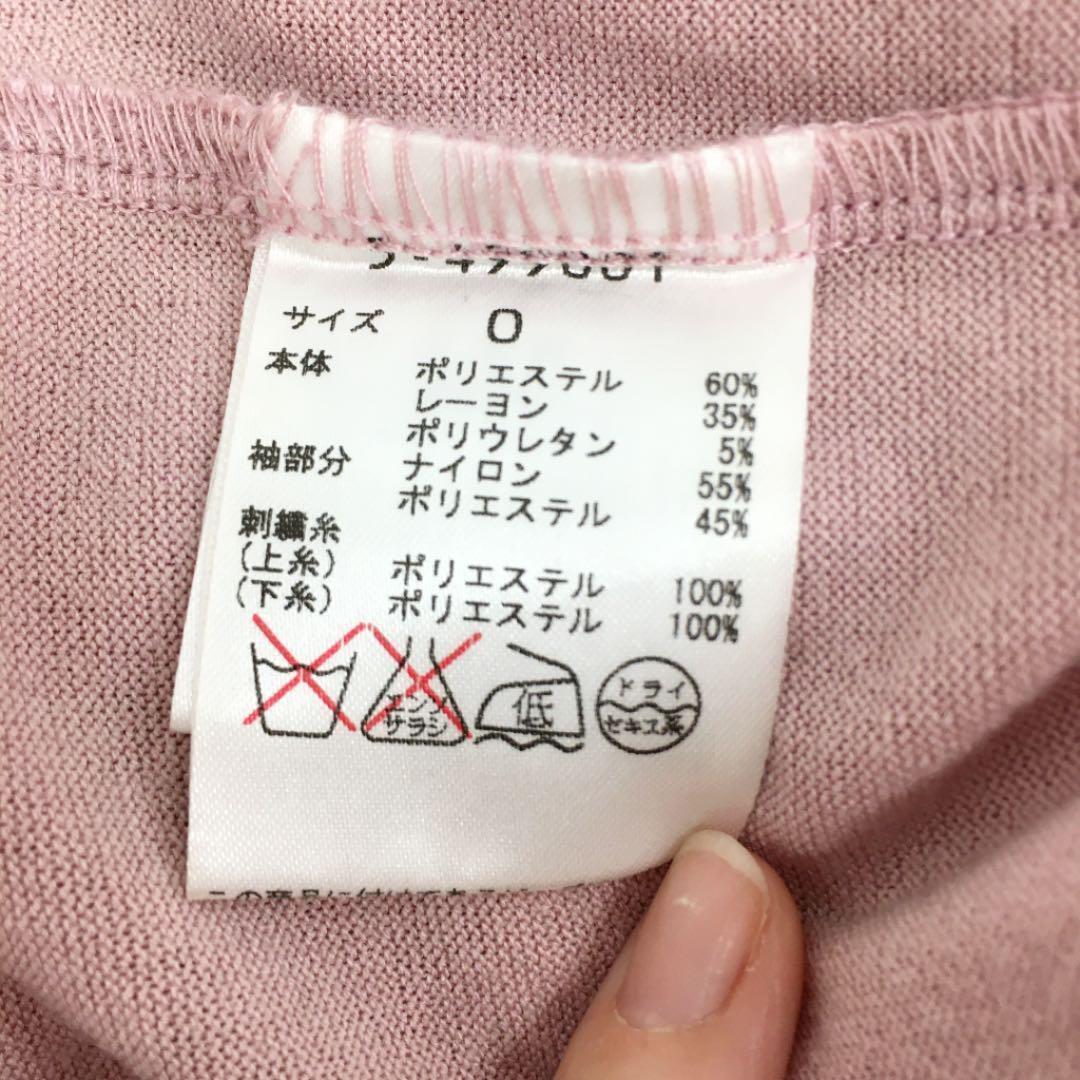 サイズ 0
本体 ポリエステル 60%
レーヨン 35%
ポリウレタン 5%
袖部分 ナイロン 55%
ポリエステル 45%
刺繍糸
(上糸) ポリエステル 100%
(下糸) ポリエステル 100%
エンソ サラシ
低
ドライ
セキユ系